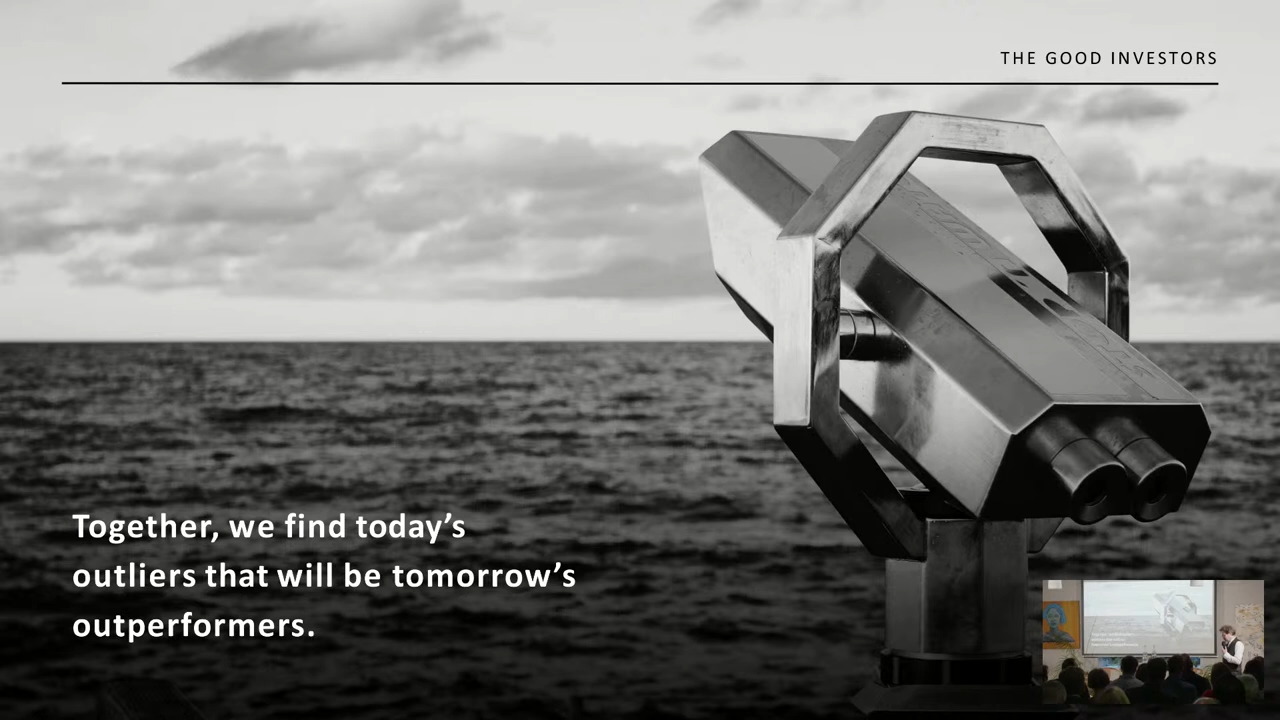 THE GOOD INVESTORS
Together, we find today’s
outliers that will be tomorrow’s
outperformers.